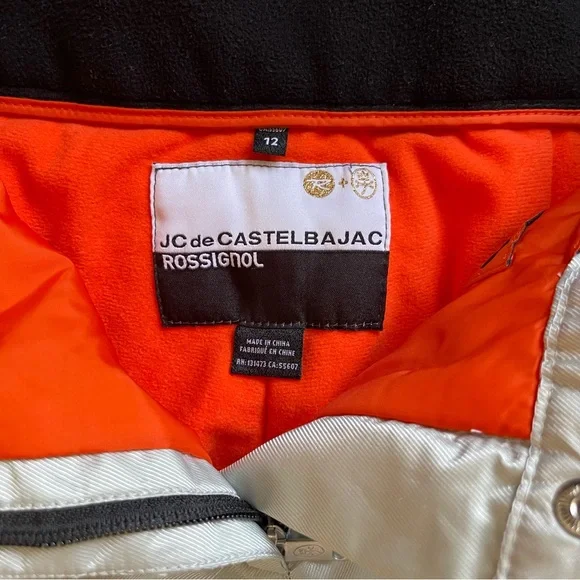 12
JC de CASTELBAJAC
ROSSIGNOL
MADE IN CHINA
FABRIQUÉ EN CHINE
RN: 131473 CA: 55607